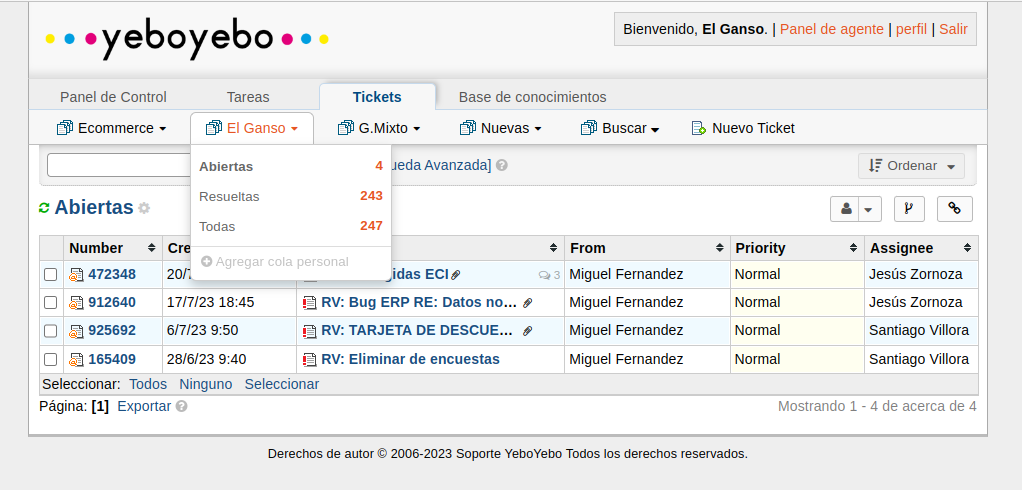 yeboyebo
Bienvenido, El Ganso. | Panel de agente | perfil | Salir
Panel de Control Tareas Tickets Base de conocimientos
Ecommerce El Ganso G.Mixto Nuevas Buscar Nuevo Ticket
Abiertas 4
ueda Avanzada] Ordenar
Resueltas 243
Todas 247
Agregar cola personal
Abiertas
Number Cre From Priority Assignee
472348 20/7 idas ECI 3 Miguel Fernandez Normal Jesús Zornoza
912640 17/7/23 18:45 RV: Bug ERP RE: Datos no... Miguel Fernandez Normal Jesús Zornoza
925692 6/7/23 9:50 RV: TARJETA DE DESCUE... Miguel Fernandez Normal Santiago Villora
165409 28/6/23 9:40 RV: Eliminar de encuestas Miguel Fernandez Normal Santiago Villora
Seleccionar: Todos Ninguno Seleccionar
Página: [1] Exportar Mostrando 1 - 4 de acerca de 4
Derechos de autor © 2006-2023 Soporte YeboYebo Todos los derechos reservados.